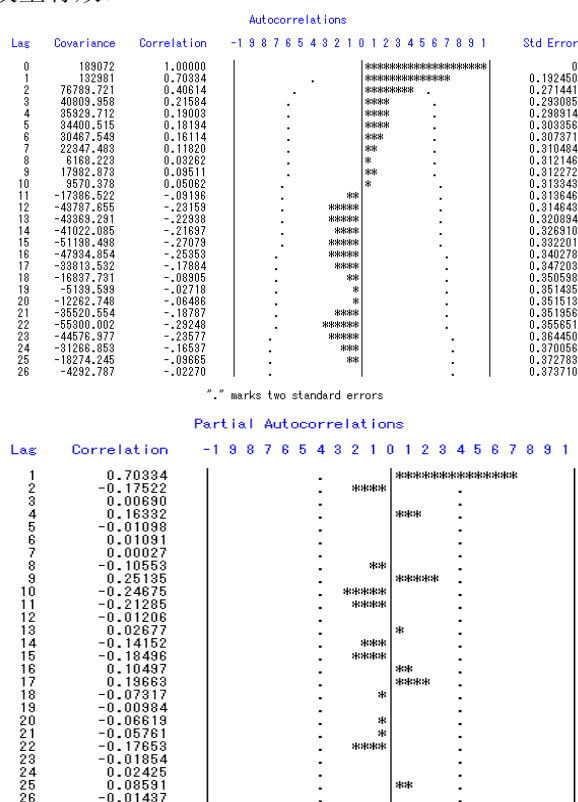 Autocorrelations
Lag Covariance Correlation -1 9 8 7 6 5 4 3 2 1 0 1 2 3 4 5 6 7 8 9 1 Std Error
0 189072 1.00000 | |********************| 0
1 132981 0.70334 | . |************** | 0.192450
2 76789.721 0.40614 | . |******** . | 0.271441
3 40809.958 0.21584 | . |**** . | 0.293085
4 35929.712 0.19003 | . |**** . | 0.298914
5 34400.515 0.18194 | . |**** . | 0.303356
6 30467.549 0.16114 | . |*** . | 0.307371
7 22347.483 0.11820 | . |** . | 0.310484
8 6168.223 0.03262 | . |* . | 0.312146
9 17982.873 0.09511 | . |** . | 0.312272
10 9570.378 0.05062 | . |* . | 0.313343
11 -17386.522 -.09196 | . **| . | 0.313646
12 -43787.655 -.23159 | . *****| . | 0.314643
13 -43369.291 -.22938 | . *****| . | 0.320894
14 -41022.085 -.21697 | . ****| . | 0.326910
15 -51198.498 -.27079 | . *****| . | 0.332201
16 -47934.854 -.25353 | . *****| . | 0.340278
17 -33813.532 -.17884 | . ****| . | 0.347203
18 -16837.731 -.08905 | . **| . | 0.350598
19 -5139.599 -.02718 | . *| . | 0.351435
20 -12262.748 -.06486 | . *| . | 0.351513
21 -35520.554 -.18787 | . ****| . | 0.351956
22 -55300.002 -.29248 | . ******| . | 0.355651
23 -44576.977 -.23577 | . *****| . | 0.364450
24 -31266.853 -.16537 | . ***| . | 0.370056
25 -18274.245 -.09665 | . **| . | 0.372783
26 -4292.787 -.02270 | . | . | 0.373710
"." marks two standard errors
Partial Autocorrelations
Lag Correlation -1 9 8 7 6 5 4 3 2 1 0 1 2 3 4 5 6 7 8 9 1
1 0.70334 | . |************** |
2 -0.17522 | . ****| . |
3 0.00690 | . | . |
4 0.16332 | . |*** . |
5 -0.01098 | . | . |
6 0.01091 | . | . |
7 0.00027 | . | . |
8 -0.10553 | . **| . |
9 0.25135 | . |***** . |
10 -0.24675 | . *****| . |
11 -0.21285 | . ****| . |
12 -0.01206 | . | . |
13 0.02677 | . |* . |
14 -0.14152 | . ***| . |
15 -0.18496 | . ****| . |
16 0.10497 | . |** . |
17 0.19663 | . |**** . |
18 -0.07317 | . *| . |
19 -0.00984 | . | . |
20 -0.06619 | . *| . |
21 -0.05761 | . *| . |
22 -0.17653 | . ****| . |
23 -0.01854 | . | . |
24 0.02425 | . | . |
25 0.08591 | . |** . |
26 -0.01437 | . | . |